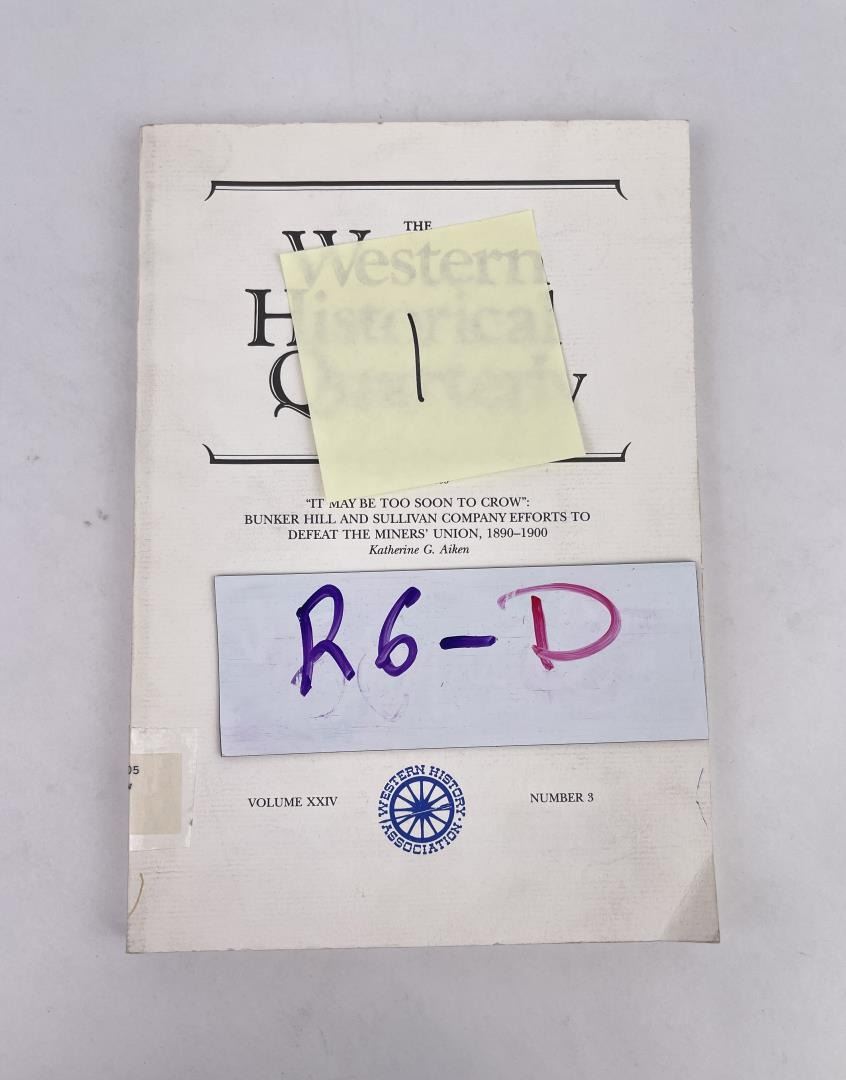 THE
Western
Historical
Quarterly
1
"IT MAY BE TOO SOON TO CROW":
BUNKER HILL AND SULLIVAN COMPANY EFFORTS TO
DEFEAT THE MINERS' UNION, 1890–1900
Katherine G. Aiken
R6-D
05
VOLUME XXIV
WESTERN HISTORY ASSOCIATION
NUMBER 3